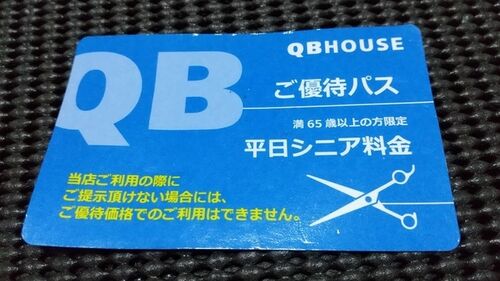 QB
QBHOUSE
ご優待パス
満65歳以上の方限定
平日シニア料金
当店ご利用の際に
ご提示頂けない場合には、
ご優待価格でのご利用はできません。